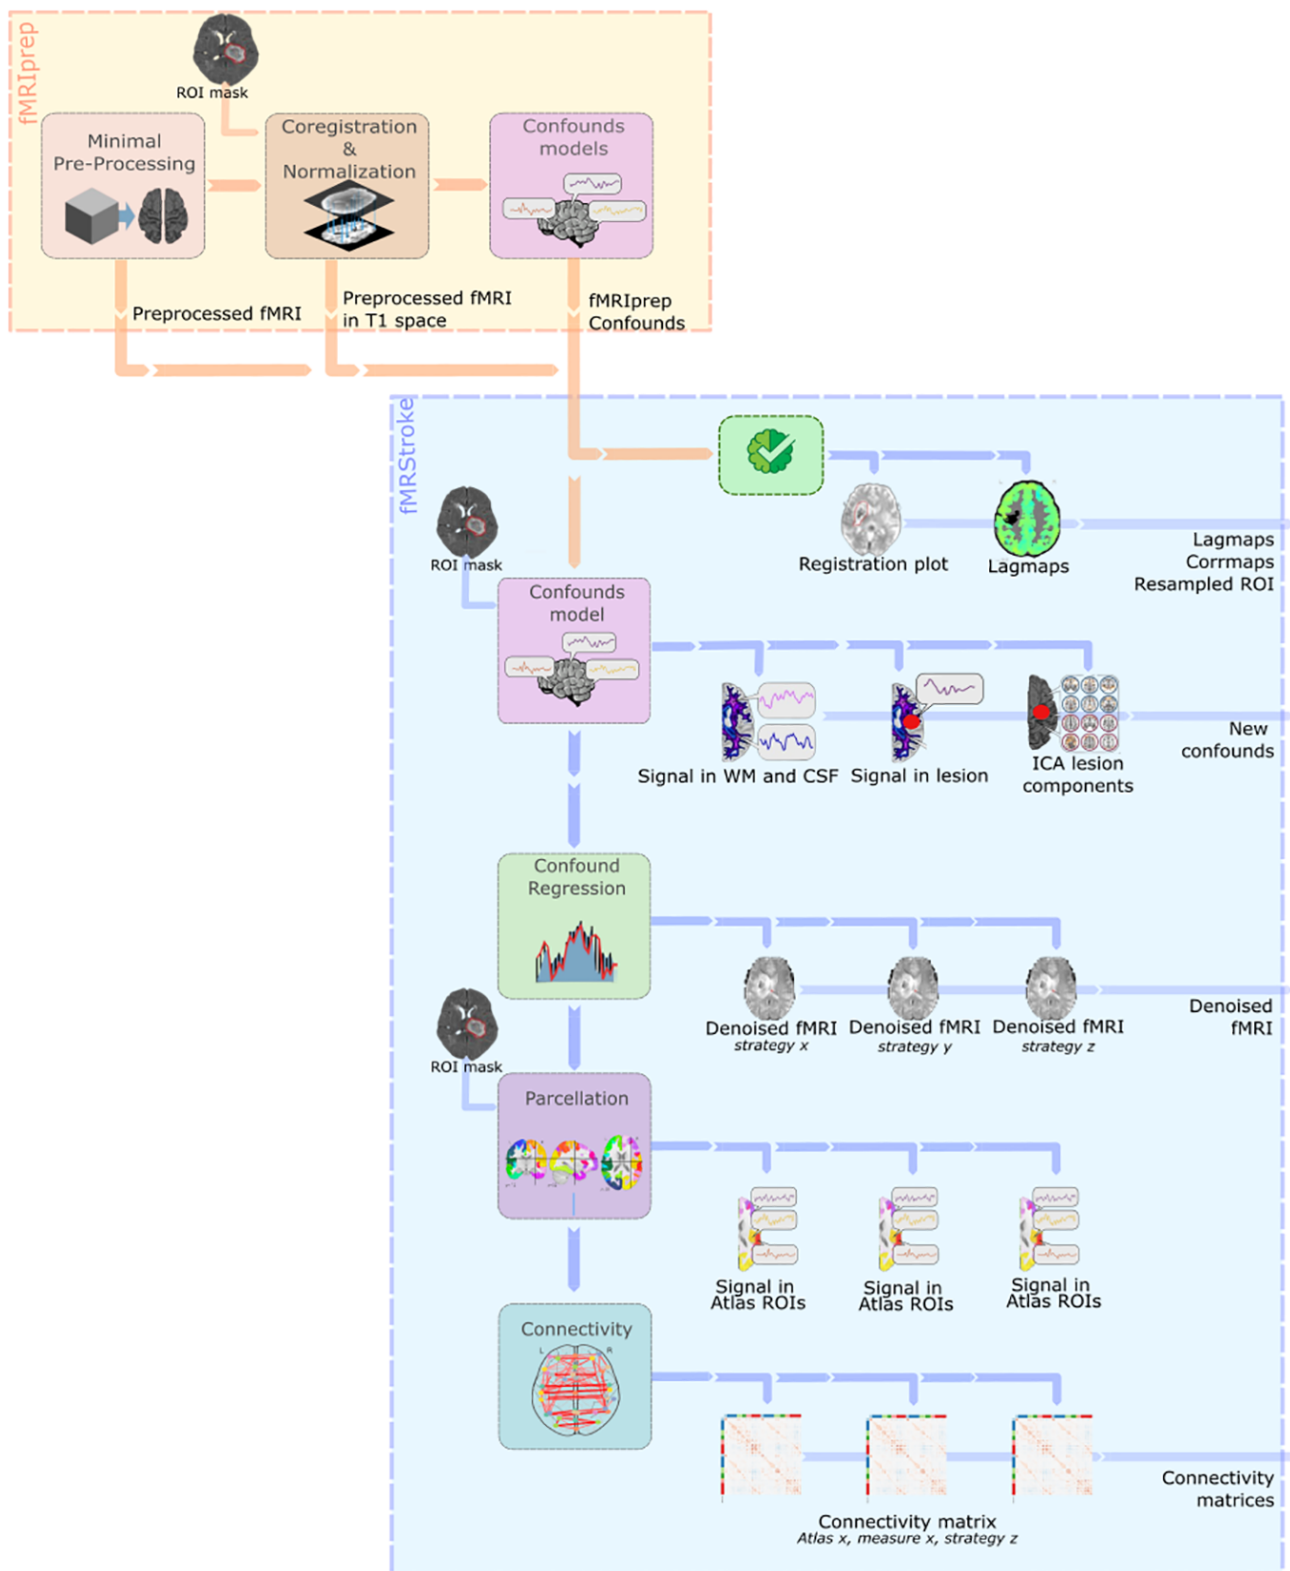 fMRIprep
ROI mask
Minimal
Pre-Processing
Coregistration
&
Normalization
Confounds
models
Preprocessed fMRI
Preprocessed fMRI
in T1 space
fMRIprep
Confounds
fMRStroke
ROI mask
Registration plot
Lagmaps
Lagmaps
Corrmaps
Resampled ROI
Confounds
model
Signal in WM and CSF
Signal in lesion
ICA lesion
components
New
confounds
Confound
Regression
Denoised fMRI
strategy x
Denoised fMRI
strategy y
Denoised fMRI
strategy z
Denoised
fMRI
ROI mask
Parcellation
Signal in
Atlas ROIs
Signal in
Atlas ROIs
Signal in
Atlas ROIs
Connectivity
L R
Connectivity matrix
Atlas x, measure x, strategy z
Connectivity
matrices